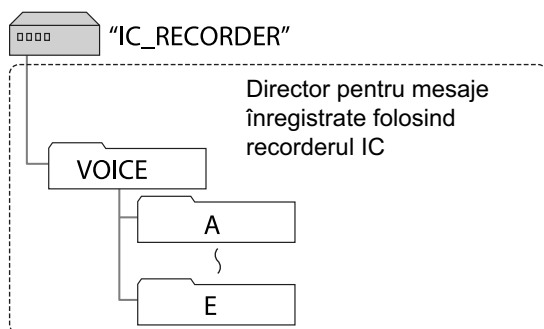 “IC_RECORDER”
Director pentru mesaje
înregistrate folosind
recorderul IC
VOICE
A
E